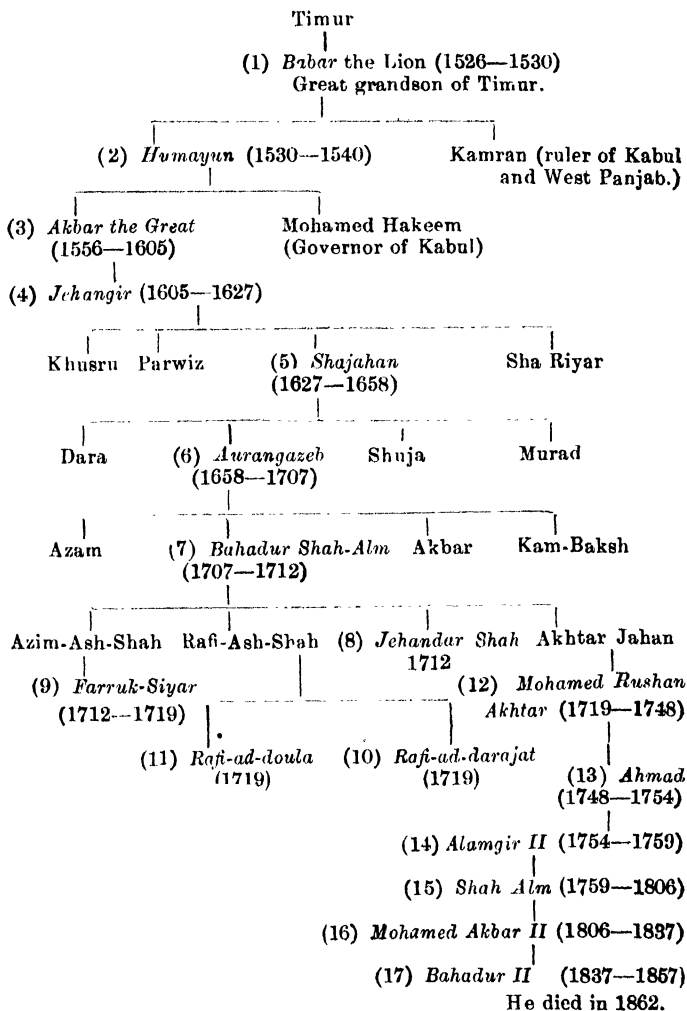 Timur
(1) Babar the Lion (1526—1530)
Great grandson of Timur.
(2) Humayun (1530—1540) Kamran (ruler of Kabul
and West Panjab.)
(3) Akbar the Great Mohamed Hakeem
(1556—1605) (Governor of Kabul)
(4) Jehangir (1605—1627)
Khusru Parwiz (5) Shajahan Sha Riyar
(1627—1658)
Dara (6) Aurangazeb Shuja Murad
(1658—1707)
Azam (7) Bahadur Shah-Alm Akbar Kam-Baksh
(1707—1712)
Azim-Ash-Shah Rafi-Ash-Shah (8) Jehandar Shah Akhtar Jahan
1712
(9) Farruk-Siyar (12) Mohamed Rushan
(1712—1719) Akhtar (1719—1748)
(11) Rafi-ad-doula (10) Rafi-ad-darajat
(1719) (1719)
(13) Ahmad
(1748—1754)
(14) Alamgir II (1754—1759)
(15) Shah Alm (1759—1806)
(16) Mohamed Akbar II (1806—1837)
(17) Bahadur II (1837—1857)
He died in 1862.